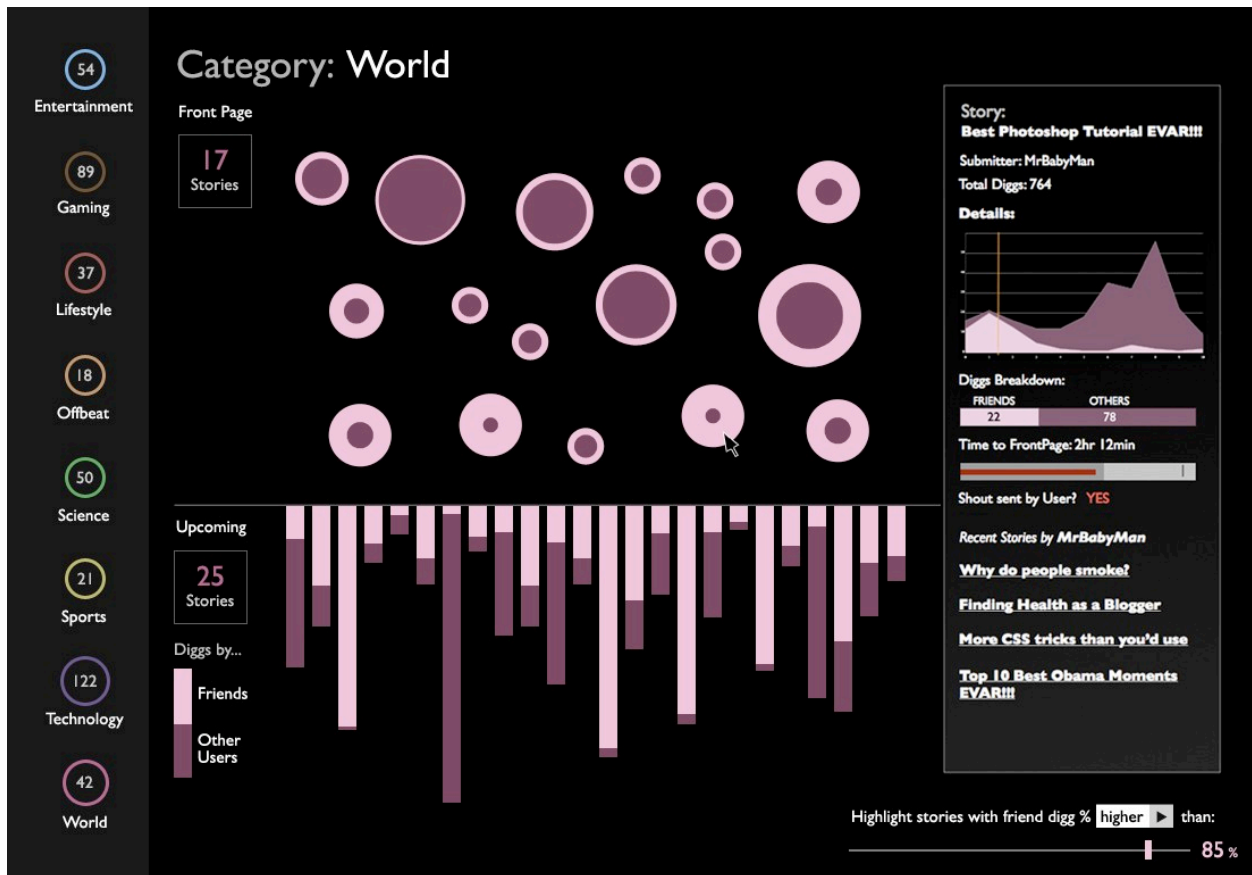 54
Entertainment
89
Gaming
37
Lifestyle
18
Offbeat
50
Science
21
Sports
122
Technology
42
World
Category: World
Front Page
17
Stories
Upcoming
25
Stories
Diggs by...
Friends
Other
Users
Story:
Best Photoshop Tutorial EVAR!!!
Submitter: MrBabyMan
Total Diggs: 764
Details:
Diggs Breakdown:
FRIENDS OTHERS
22 78
Time to FrontPage: 2hr 12min
Shout sent by User? YES
Recent Stories by MrBabyMan
Why do people smoke?
Finding Health as a Blogger
More CSS tricks than you'd use
Top 10 Best Obama Moments
EVAR!!!
Highlight stories with friend digg % higher ▶ than:
85 %